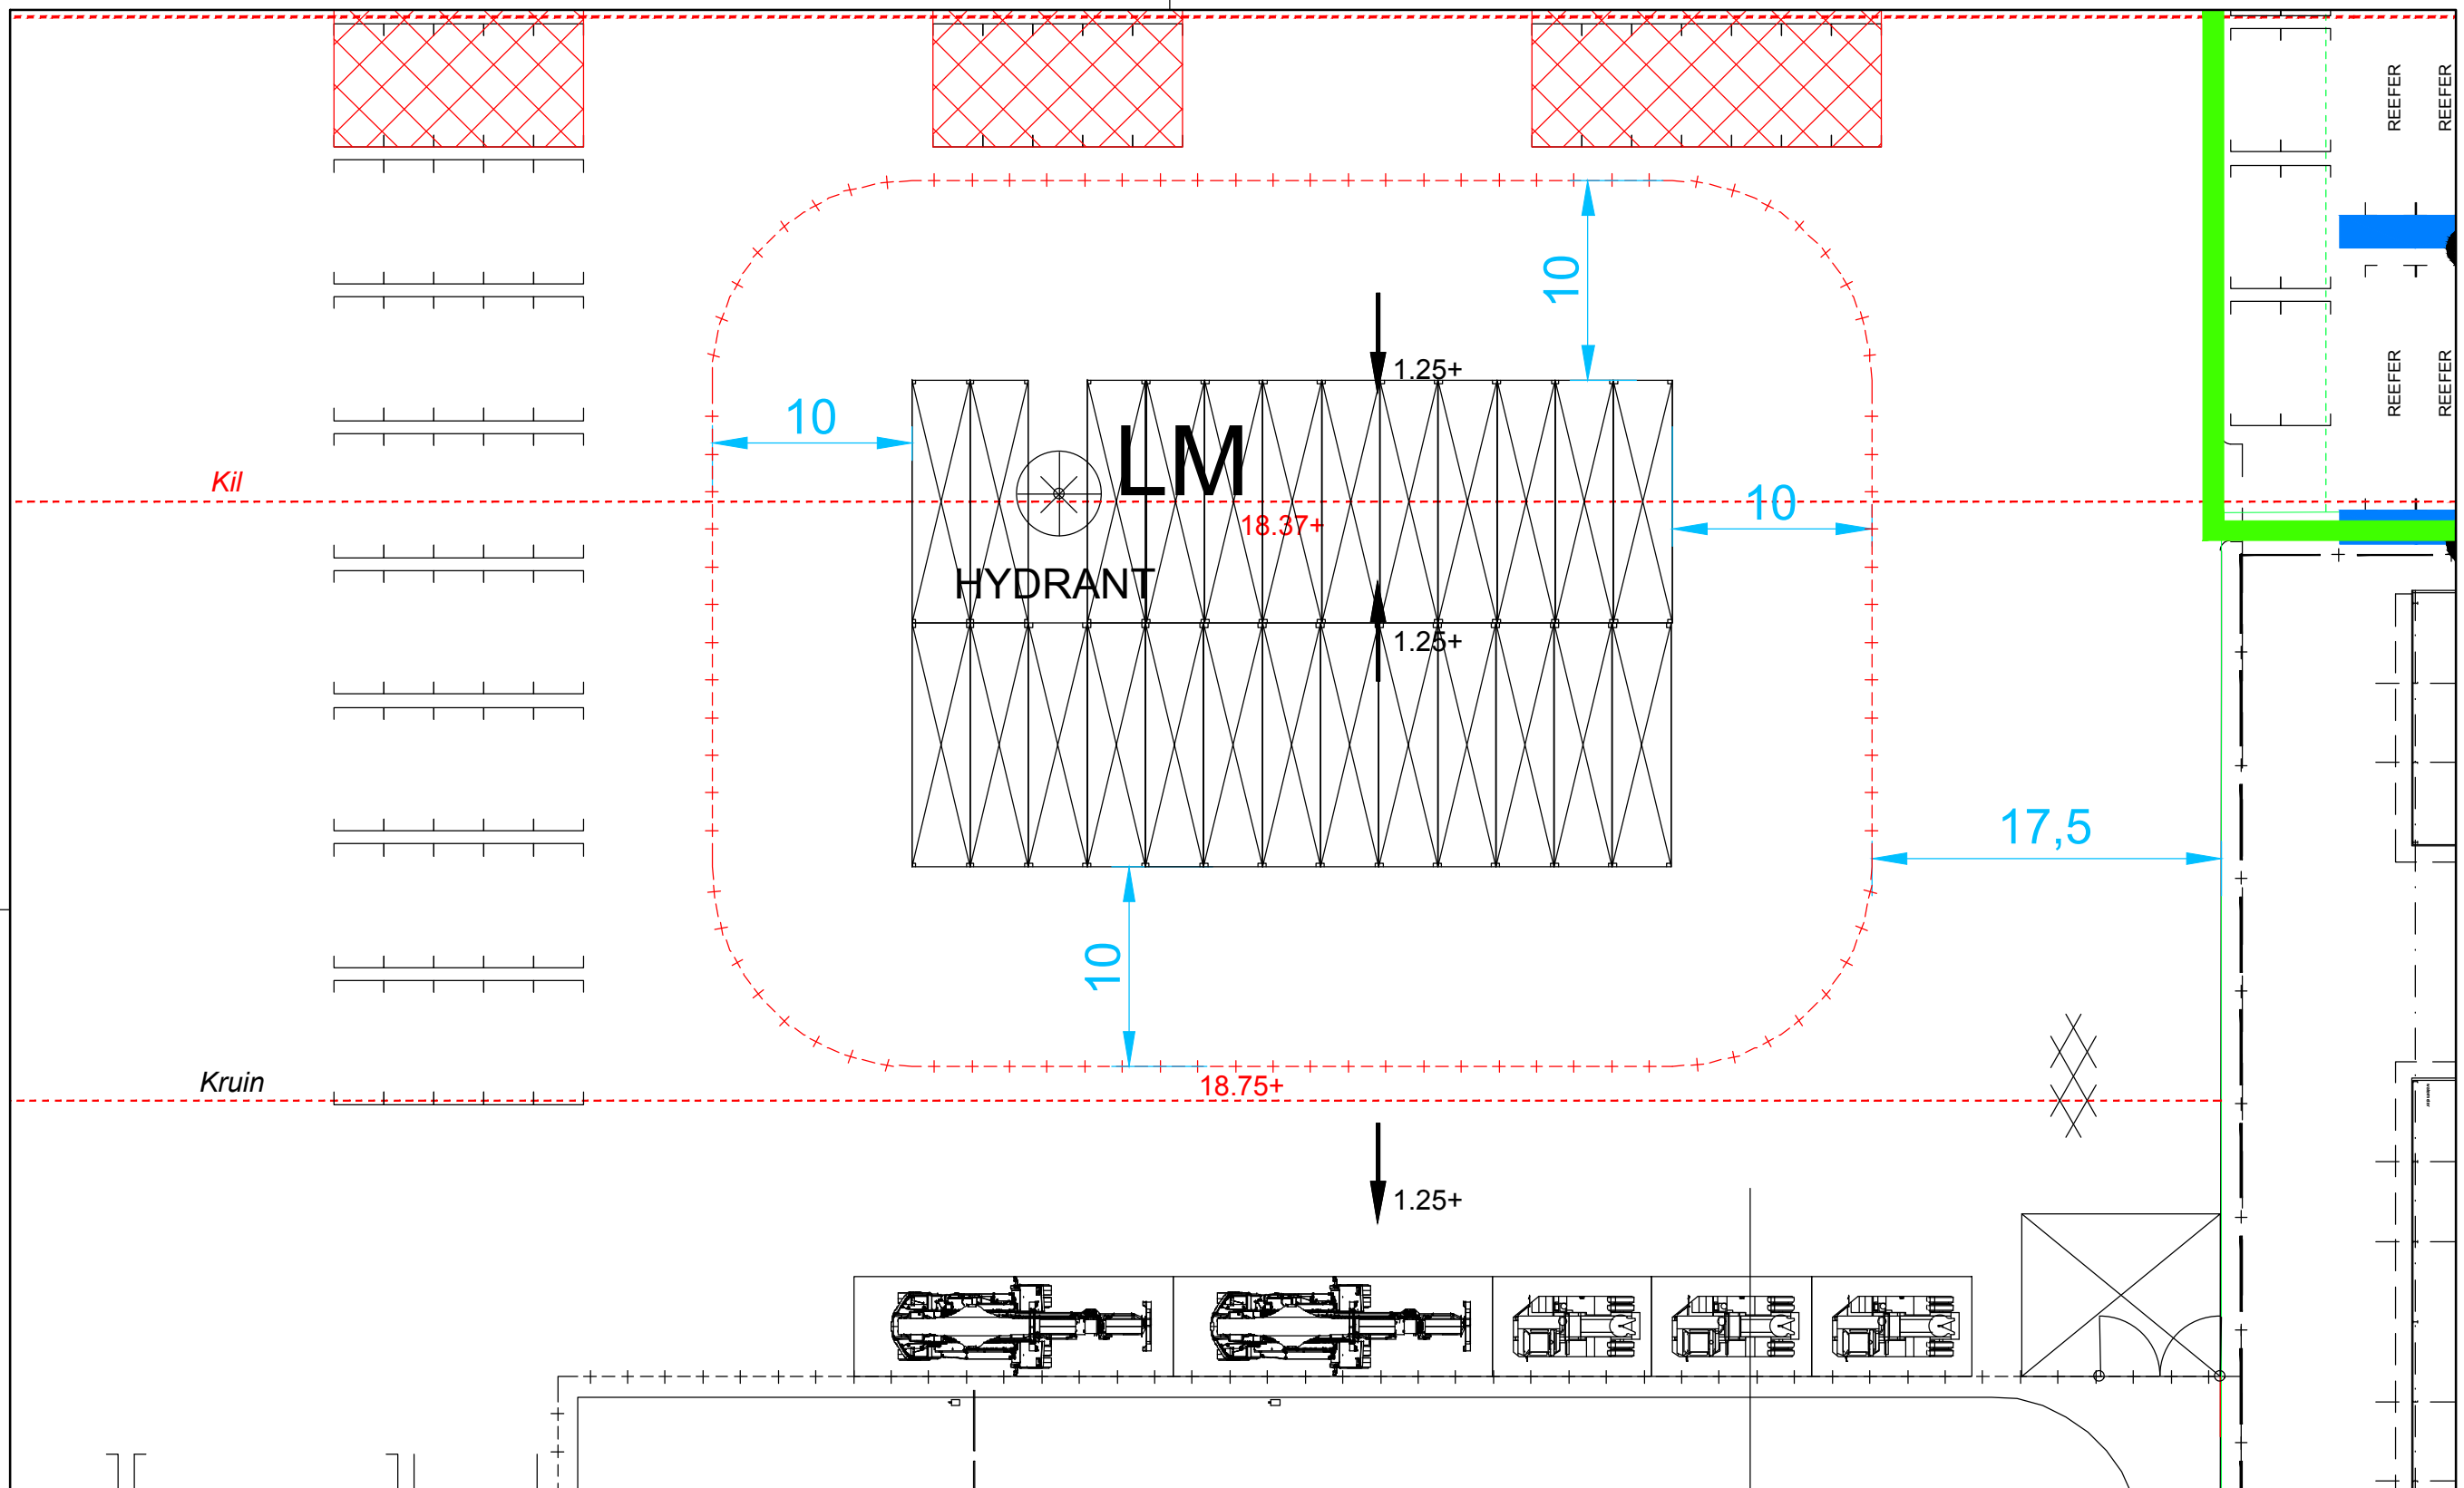 REEFER
REEFER
10
1.25+
REEFER
REEFER
10
LM
Kil
10
18.37+
HYDRANT
1.25+
17,5
10
Kruin
18.75+
1.25+